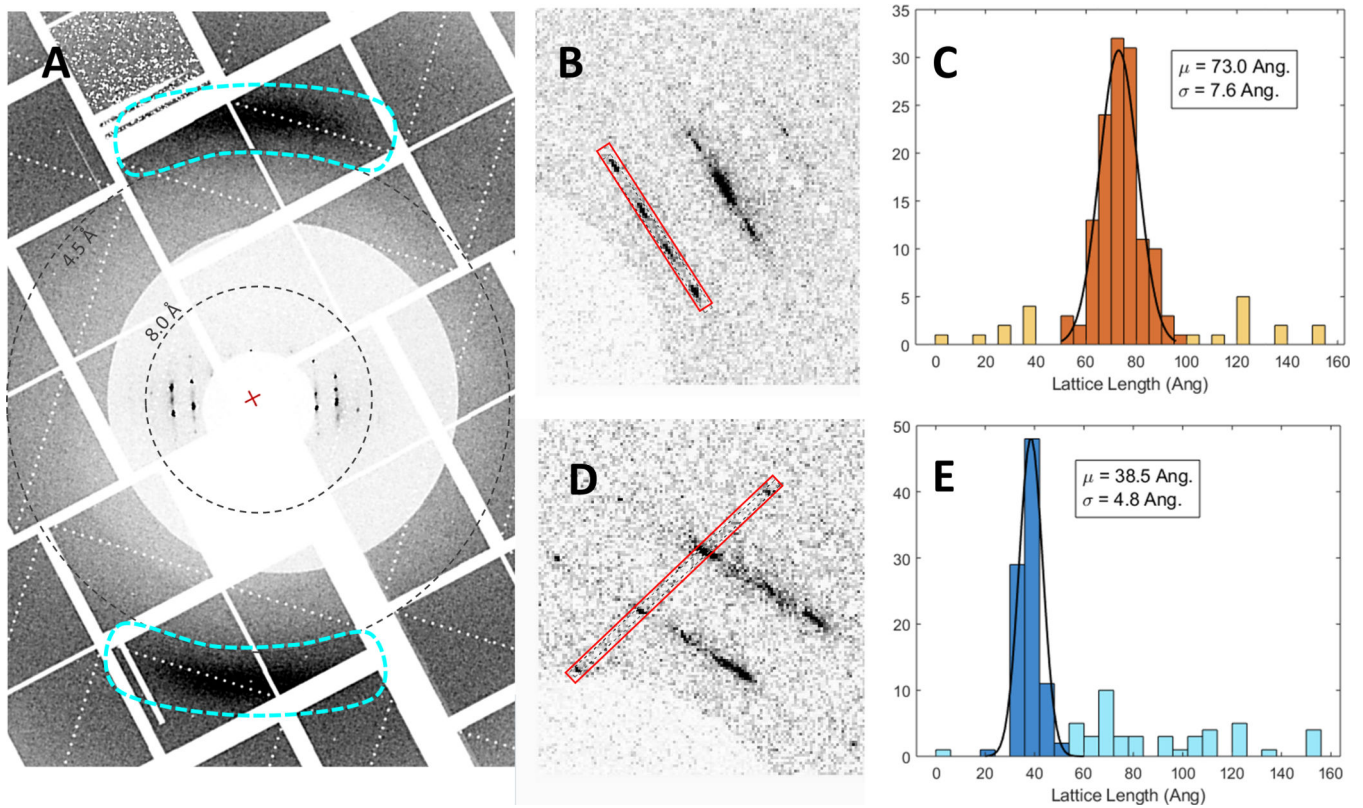 A
4.5 Å
8.0 Å
B
C
35
30
25
20
15
10
5
0
μ = 73.0 Ang.
σ = 7.6 Ang.
0 20 40 60 80 100 120 140 160
Lattice Length (Ang)
D
E
50
40
30
20
10
0
μ = 38.5 Ang.
σ = 4.8 Ang.
0 20 40 60 80 100 120 140 160
Lattice Length (Ang)